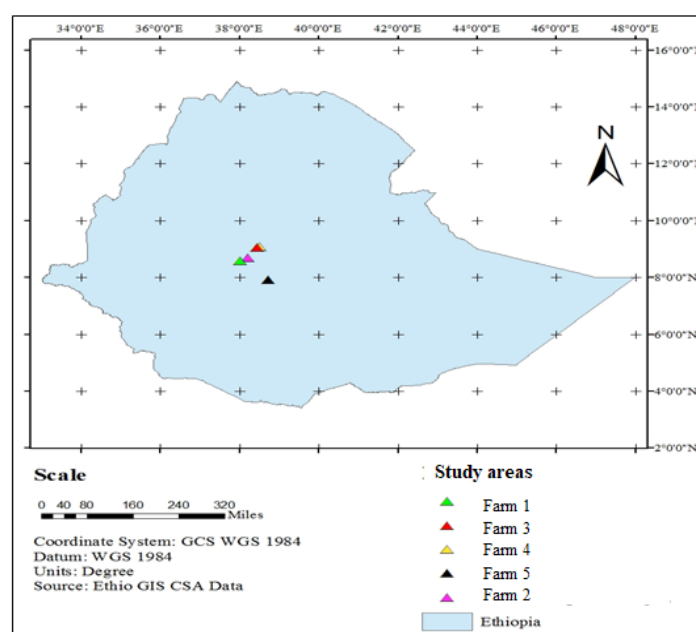 34°0'0"E 36°0'0"E 38°0'0"E 40°0'0"E 42°0'0"E 44°0'0"E 46°0'0"E 48°0'0"E
16°0'0"N
14°0'0"N
N
12°0'0"N
10°0'0"N
8°0'0"N
6°0'0"N
4°0'0"N
2°0'0"N
Scale
0 40 80 160 240 320
Miles
Coordinate System: GCS WGS 1984
Datum: WGS 1984
Units: Degree
Source: Ethio GIS CSA Data
Study areas
Farm 1
Farm 3
Farm 4
Farm 5
Farm 2
Ethiopia